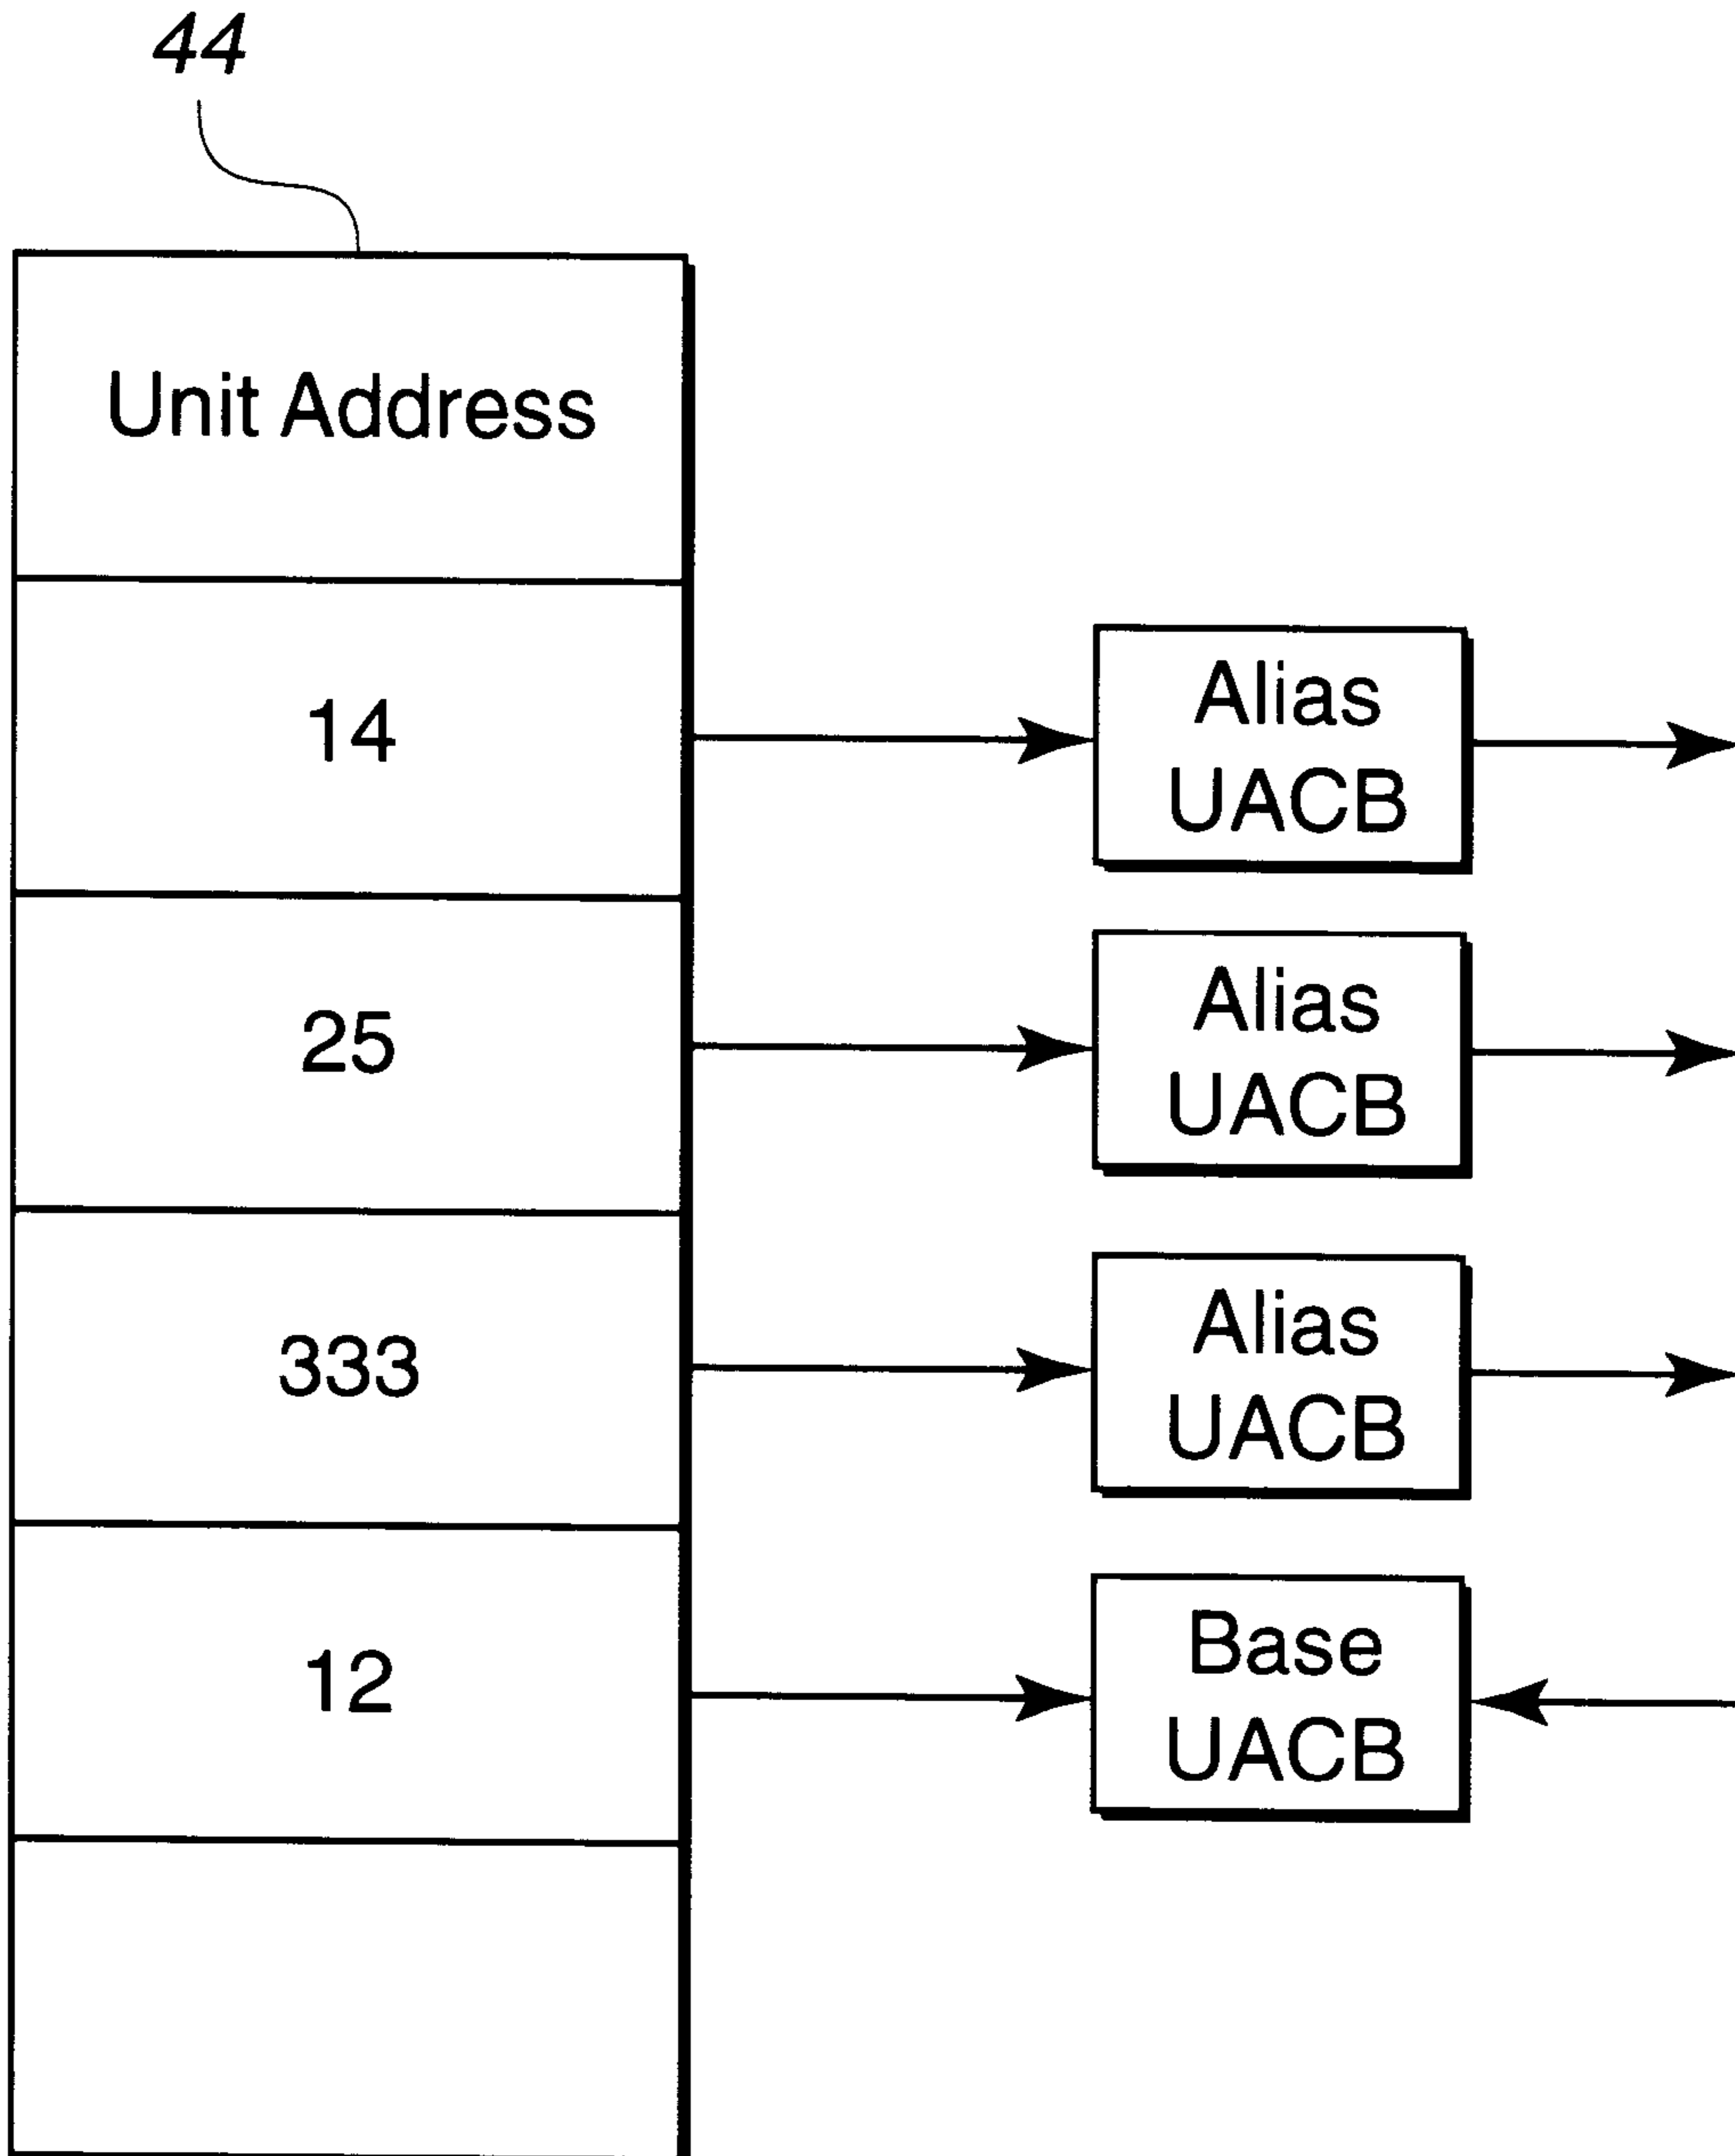 44
Unit Address
14
Alias
UACB
25
Alias
UACB
333
Alias
UACB
12
Base
UACB